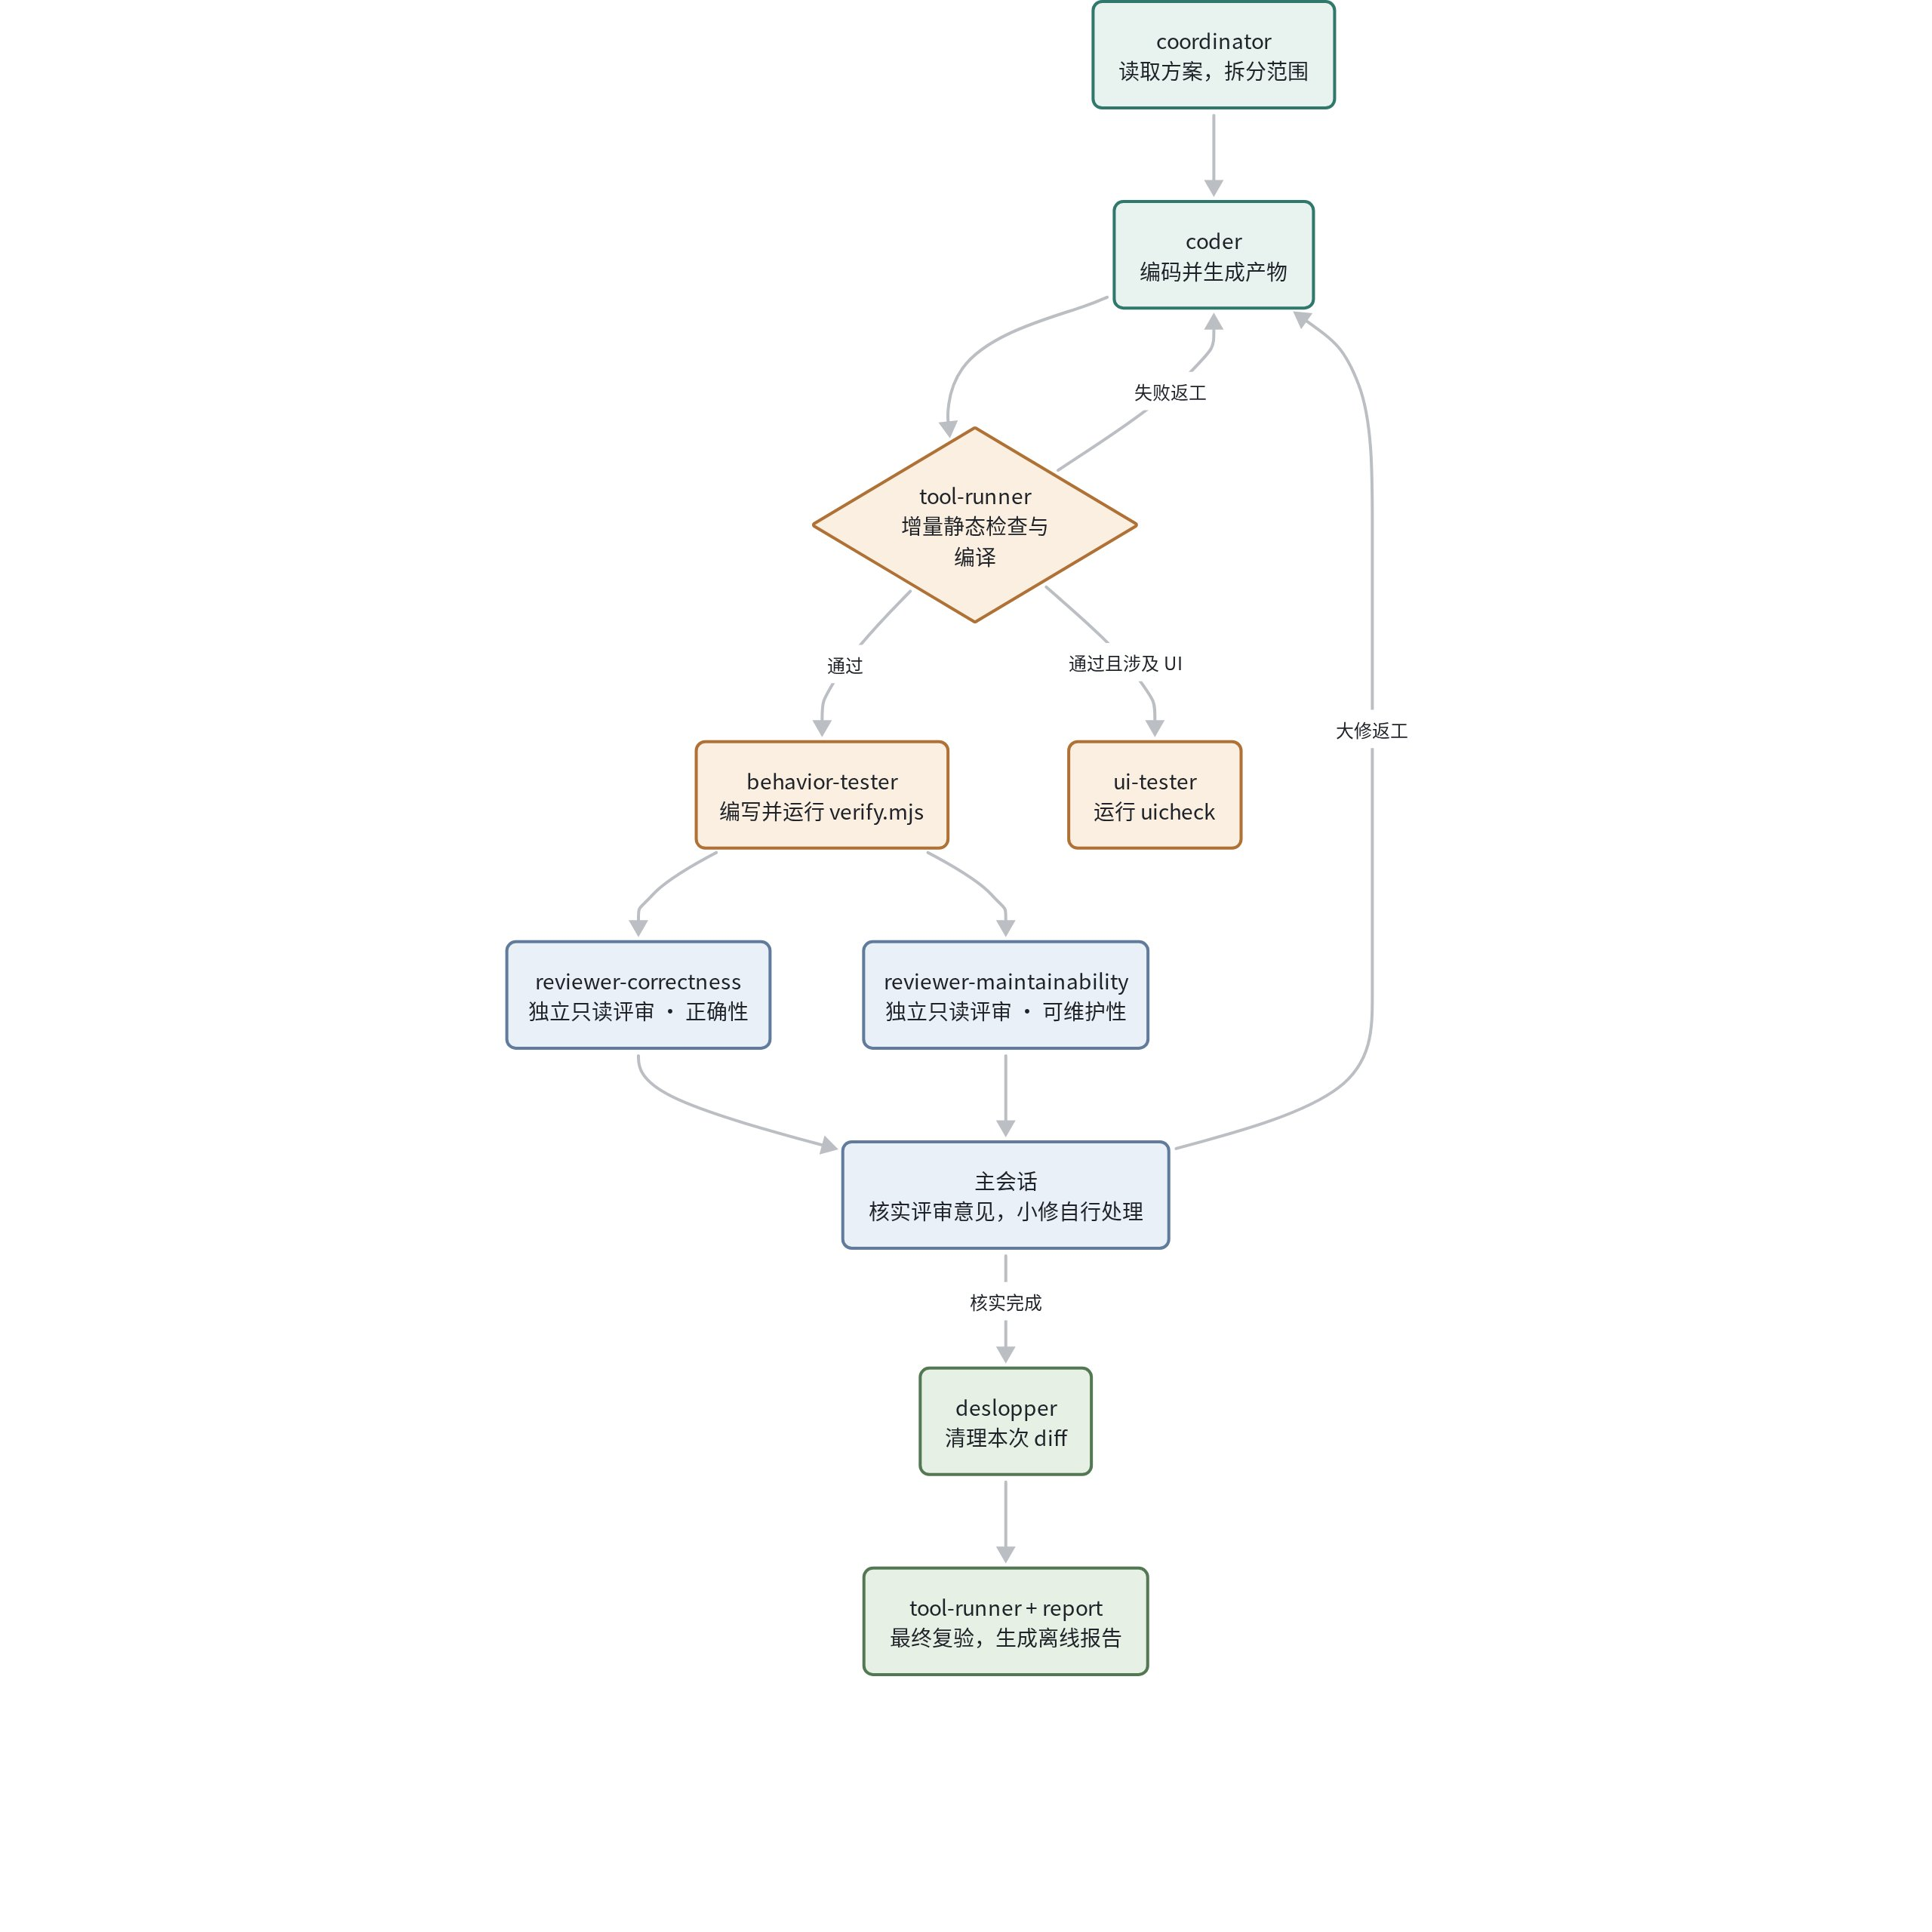 coordinator
读取方案，拆分范围
coder
编码并生成产物
失败返工
tool-runner
增量静态检查与
编译
通过
通过且涉及 UI
大修返工
behavior-tester
编写并运行 verify.mjs
ui-tester
运行 uicheck
reviewer-correctness
独立只读评审 · 正确性
reviewer-maintainability
独立只读评审 · 可维护性
主会话
核实评审意见，小修自行处理
核实完成
deslopper
清理本次 diff
tool-runner + report
最终复验，生成离线报告